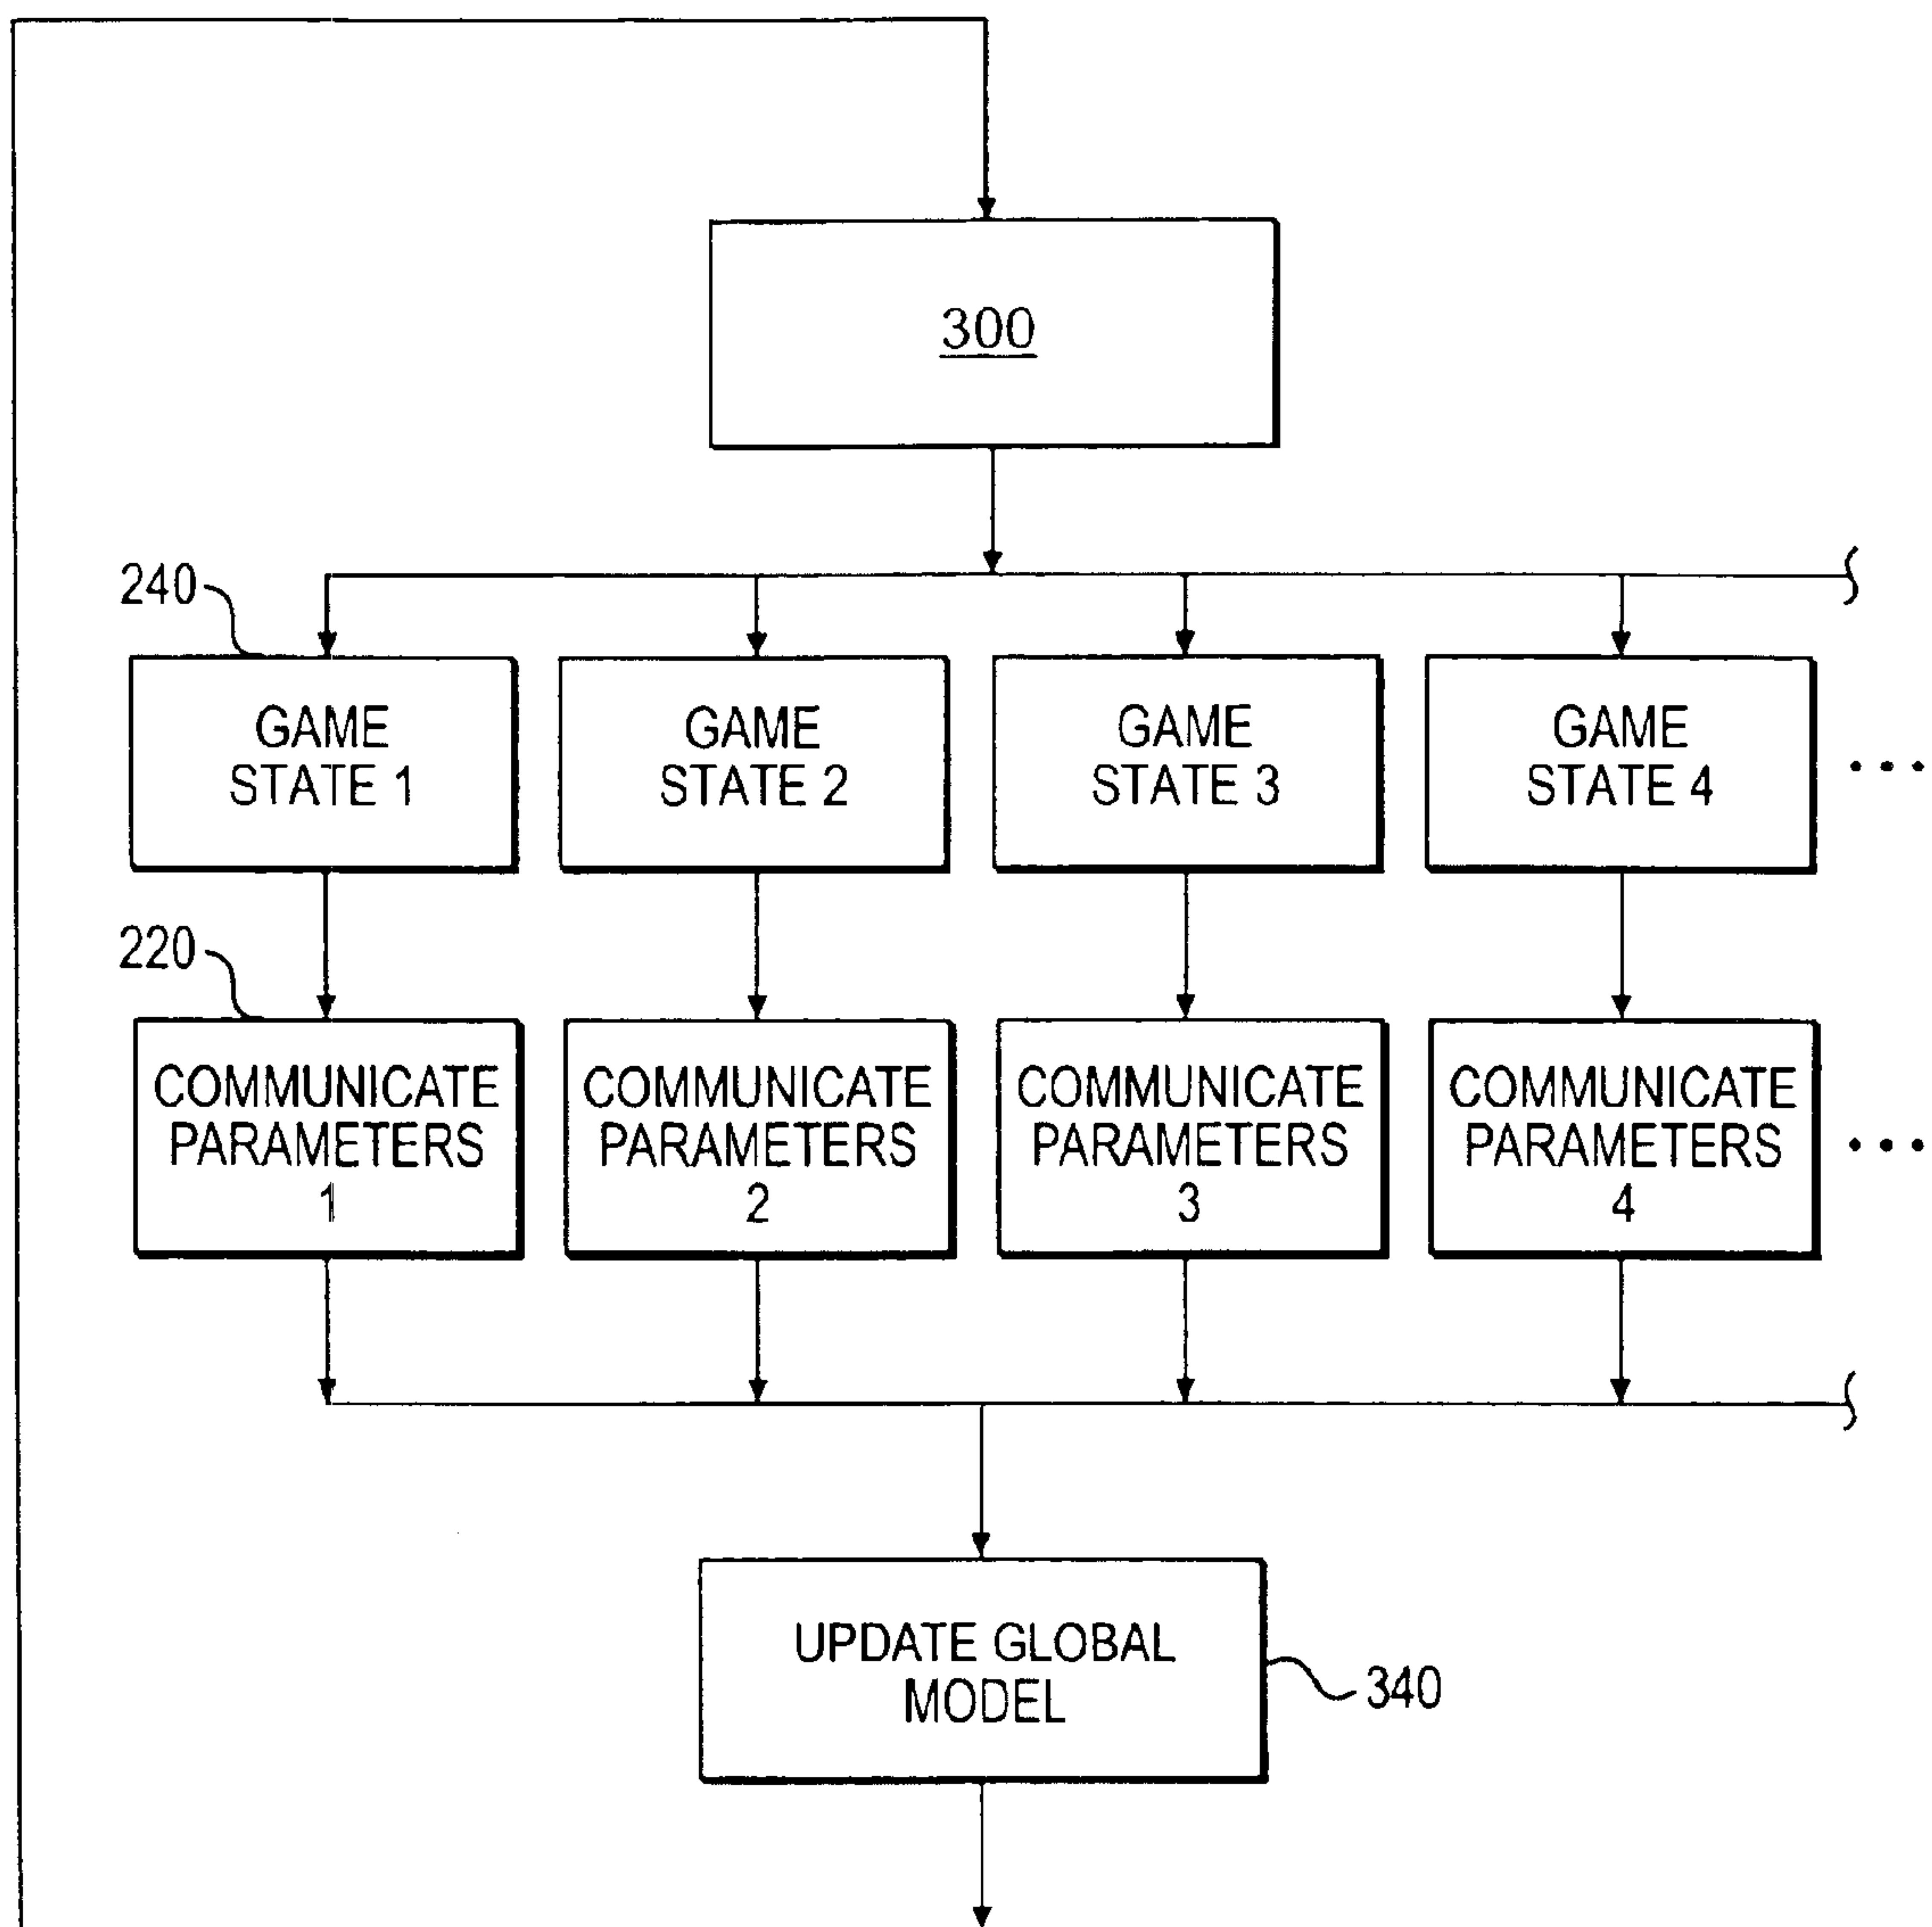 300
240
GAME
STATE 1
GAME
STATE 2
GAME
STATE 3
GAME
STATE 4
...
220
COMMUNICATE
PARAMETERS
1
COMMUNICATE
PARAMETERS
2
COMMUNICATE
PARAMETERS
3
COMMUNICATE
PARAMETERS
4
...
UPDATE GLOBAL
MODEL
340